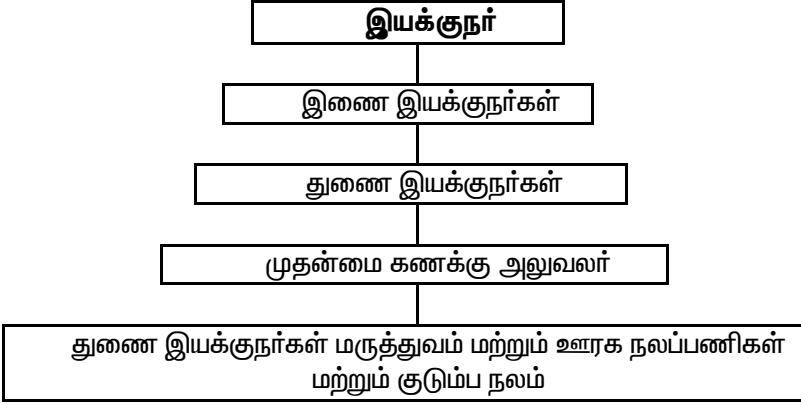 இயக்குநர்
இணை இயக்குநர்கள்
துணை இயக்குநர்கள்
முதன்மை கணக்கு அலுவலர்
துணை இயக்குநர்கள் மருத்துவம் மற்றும் ஊரக நலப்பணிகள்
மற்றும் குடும்ப நலம்